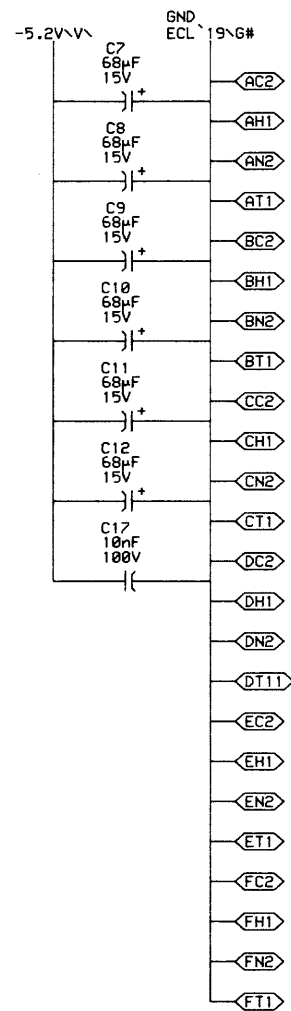 GND
-5.2V\V\ ECL`19\G#
C7
68µF
15V
+
AC2
AH1
C8
68µF
15V
+
AN2
AT1
C9
68µF
15V
+
BC2
BH1
C10
68µF
15V
+
BN2
BT1
C11
68µF
15V
+
CC2
CH1
C12
68µF
15V
+
CN2
CT1
C17
10nF
100V
DC2
DH1
DN2
DT11
EC2
EH1
EN2
ET1
FC2
FH1
FN2
FT1